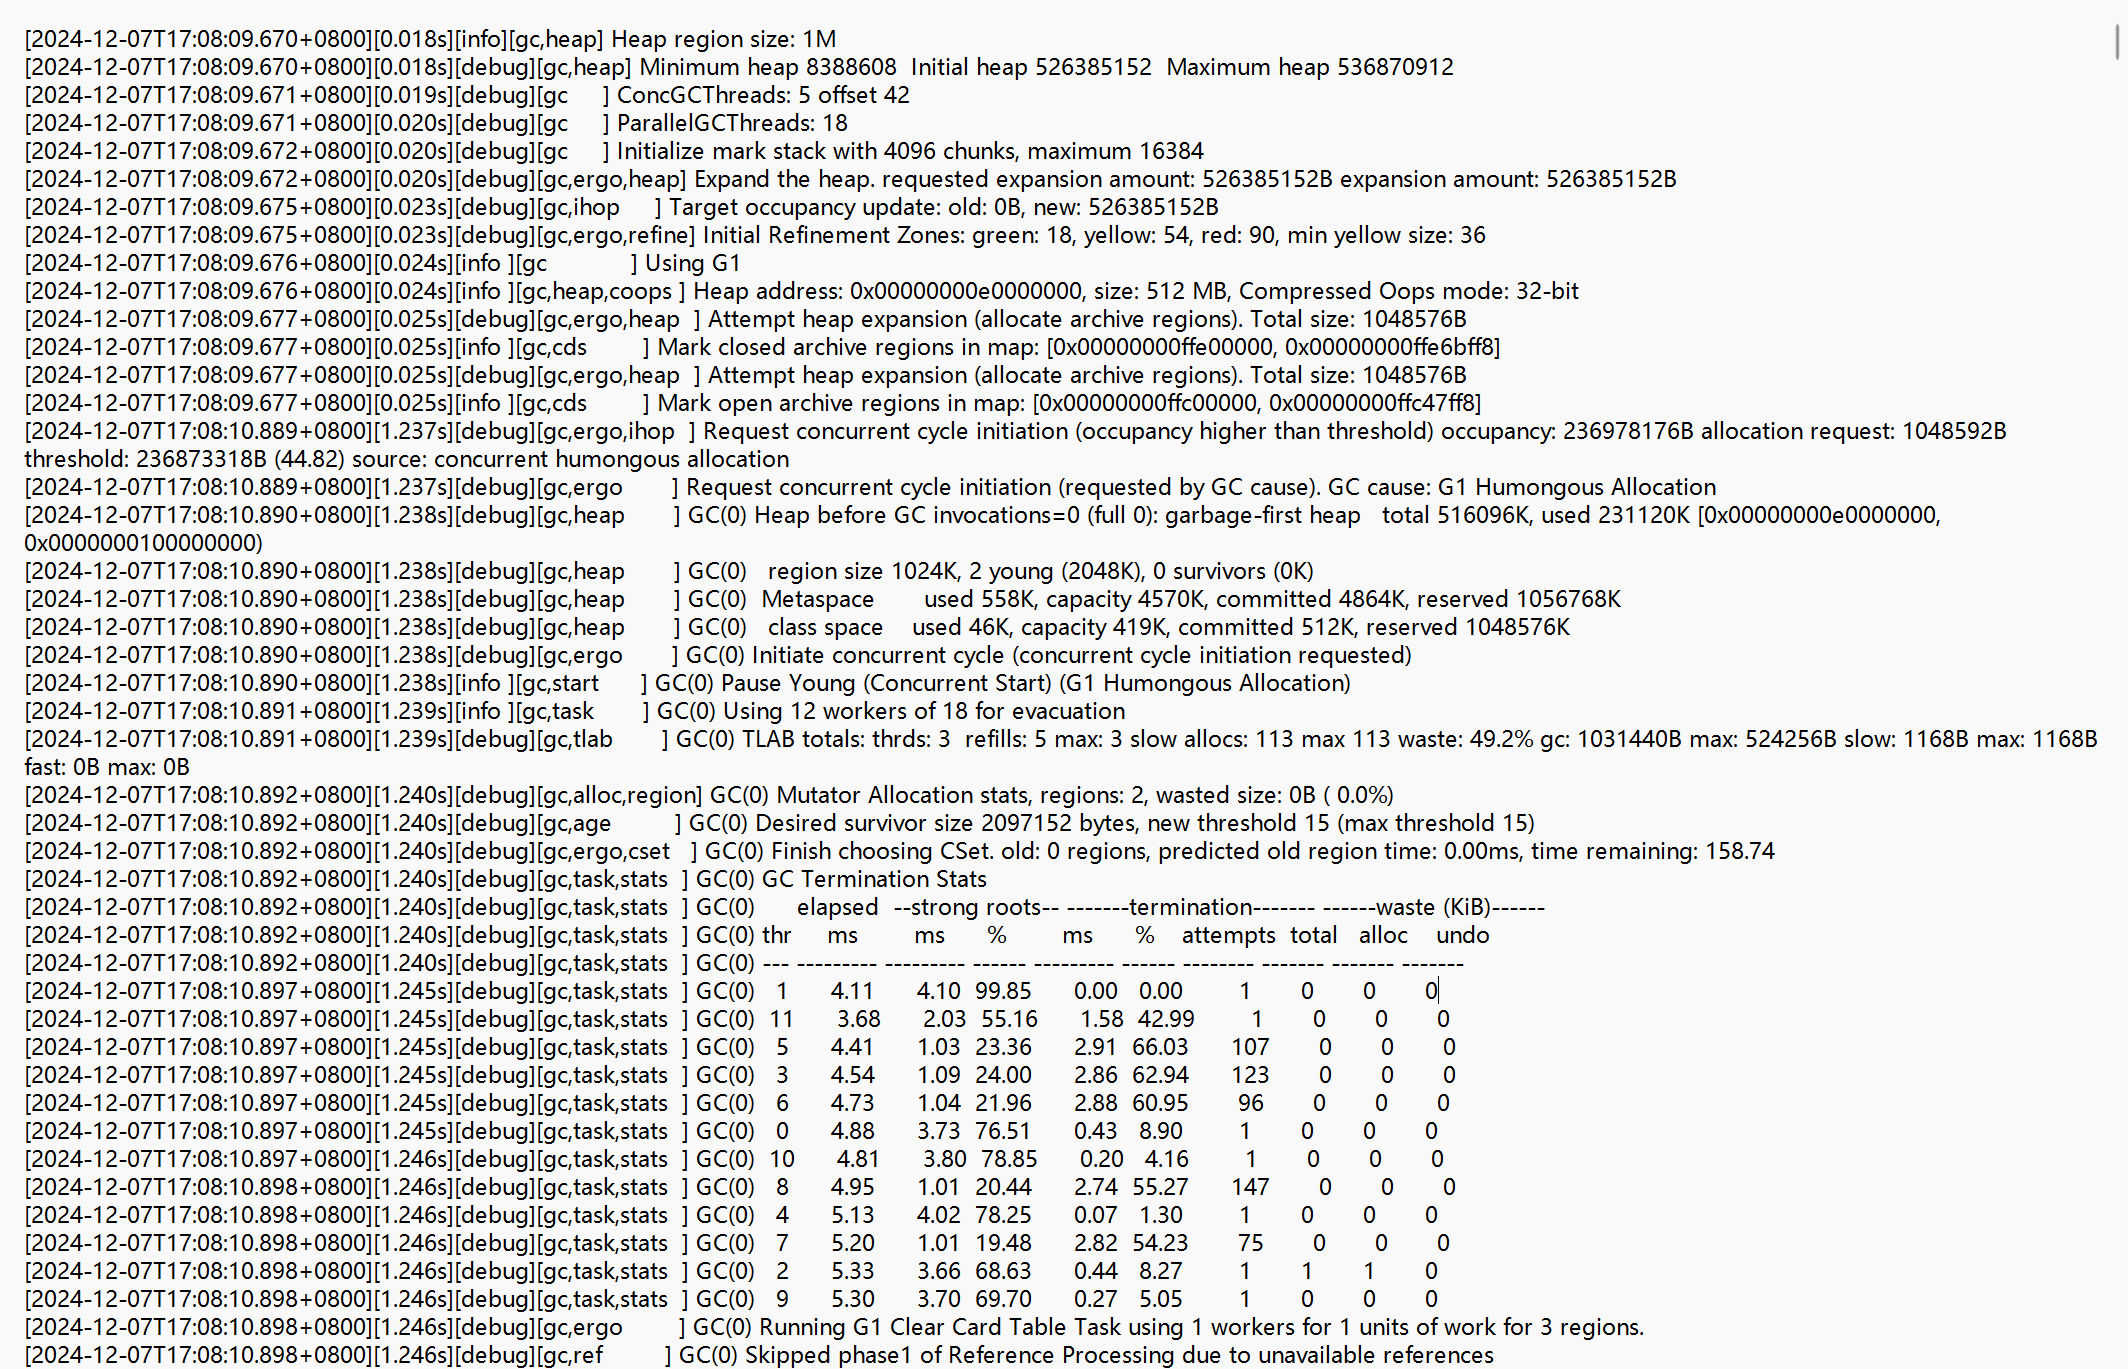 [2024-12-07T17:08:09.670+0800][0.018s][info][gc,heap] Heap region size: 1M
[2024-12-07T17:08:09.670+0800][0.018s][debug][gc,heap] Minimum heap 8388608  Initial heap 526385152  Maximum heap 536870912
[2024-12-07T17:08:09.671+0800][0.019s][debug][gc     ] ConcGCThreads: 5 offset 42
[2024-12-07T17:08:09.671+0800][0.020s][debug][gc     ] ParallelGCThreads: 18
[2024-12-07T17:08:09.672+0800][0.020s][debug][gc     ] Initialize mark stack with 4096 chunks, maximum 16384
[2024-12-07T17:08:09.672+0800][0.020s][debug][gc,ergo,heap] Expand the heap. requested expansion amount: 526385152B expansion amount: 526385152B
[2024-12-07T17:08:09.675+0800][0.023s][debug][gc,ihop     ] Target occupancy update: old: 0B, new: 526385152B
[2024-12-07T17:08:09.675+0800][0.023s][debug][gc,ergo,refine] Initial Refinement Zones: green: 18, yellow: 54, red: 90, min yellow size: 36
[2024-12-07T17:08:09.676+0800][0.024s][info ][gc            ] Using G1
[2024-12-07T17:08:09.676+0800][0.024s][info ][gc,heap,coops ] Heap address: 0x00000000e0000000, size: 512 MB, Compressed Oops mode: 32-bit
[2024-12-07T17:08:09.677+0800][0.025s][debug][gc,ergo,heap  ] Attempt heap expansion (allocate archive regions). Total size: 1048576B
[2024-12-07T17:08:09.677+0800][0.025s][info ][gc,cds        ] Mark closed archive regions in map: [0x00000000ffe00000, 0x00000000ffe6bff8]
[2024-12-07T17:08:09.677+0800][0.025s][debug][gc,ergo,heap  ] Attempt heap expansion (allocate archive regions). Total size: 1048576B
[2024-12-07T17:08:09.677+0800][0.025s][info ][gc,cds        ] Mark open archive regions in map: [0x00000000ffc00000, 0x00000000ffc47ff8]
[2024-12-07T17:08:10.889+0800][1.237s][debug][gc,ergo,ihop  ] Request concurrent cycle initiation (occupancy higher than threshold) occupancy: 236978176B allocation request: 1048592B
threshold: 236873318B (44.82) source: concurrent humongous allocation
[2024-12-07T17:08:10.889+0800][1.237s][debug][gc,ergo       ] Request concurrent cycle initiation (requested by GC cause). GC cause: G1 Humongous Allocation
[2024-12-07T17:08:10.890+0800][1.238s][debug][gc,heap       ] GC(0) Heap before GC invocations=0 (full 0): garbage-first heap   total 516096K, used 231120K [0x00000000e0000000,
0x0000000100000000)
[2024-12-07T17:08:10.890+0800][1.238s][debug][gc,heap       ] GC(0)   region size 1024K, 2 young (2048K), 0 survivors (0K)
[2024-12-07T17:08:10.890+0800][1.238s][debug][gc,heap       ] GC(0)  Metaspace       used 558K, capacity 4570K, committed 4864K, reserved 1056768K
[2024-12-07T17:08:10.890+0800][1.238s][debug][gc,heap       ] GC(0)   class space    used 46K, capacity 419K, committed 512K, reserved 1048576K
[2024-12-07T17:08:10.890+0800][1.238s][debug][gc,ergo       ] GC(0) Initiate concurrent cycle (concurrent cycle initiation requested)
[2024-12-07T17:08:10.890+0800][1.238s][info ][gc,start      ] GC(0) Pause Young (Concurrent Start) (G1 Humongous Allocation)
[2024-12-07T17:08:10.891+0800][1.239s][info ][gc,task       ] GC(0) Using 12 workers of 18 for evacuation
[2024-12-07T17:08:10.891+0800][1.239s][debug][gc,tlab       ] GC(0) TLAB totals: thrds: 3  refills: 5 max: 3 slow allocs: 113 max 113 waste: 49.2% gc: 1031440B max: 524256B slow: 1168B max: 1168B
fast: 0B max: 0B
[2024-12-07T17:08:10.892+0800][1.240s][debug][gc,alloc,region] GC(0) Mutator Allocation stats, regions: 2, wasted size: 0B ( 0.0%)
[2024-12-07T17:08:10.892+0800][1.240s][debug][gc,age         ] GC(0) Desired survivor size 2097152 bytes, new threshold 15 (max threshold 15)
[2024-12-07T17:08:10.892+0800][1.240s][debug][gc,ergo,cset   ] GC(0) Finish choosing CSet. old: 0 regions, predicted old region time: 0.00ms, time remaining: 158.74
[2024-12-07T17:08:10.892+0800][1.240s][debug][gc,task,stats  ] GC(0) GC Termination Stats
[2024-12-07T17:08:10.892+0800][1.240s][debug][gc,task,stats  ] GC(0)     elapsed  --strong roots-- -------termination------- ------waste (KiB)------
[2024-12-07T17:08:10.892+0800][1.240s][debug][gc,task,stats  ] GC(0) thr     ms        ms      %        ms      %    attempts  total   alloc    undo
[2024-12-07T17:08:10.892+0800][1.240s][debug][gc,task,stats  ] GC(0) --- --------- --------- ------ --------- ------ -------- ------- ------- -------
[2024-12-07T17:08:10.897+0800][1.245s][debug][gc,task,stats  ] GC(0)   1      4.11      4.10  99.85      0.00   0.00        1       0       0       0
[2024-12-07T17:08:10.897+0800][1.245s][debug][gc,task,stats  ] GC(0)  11      3.68      2.03  55.16      1.58  42.99        1       0       0       0
[2024-12-07T17:08:10.897+0800][1.245s][debug][gc,task,stats  ] GC(0)   5      4.41      1.03  23.36      2.91  66.03      107       0       0       0
[2024-12-07T17:08:10.897+0800][1.245s][debug][gc,task,stats  ] GC(0)   3      4.54      1.09  24.00      2.86  62.94      123       0       0       0
[2024-12-07T17:08:10.897+0800][1.245s][debug][gc,task,stats  ] GC(0)   6      4.73      1.04  21.96      2.88  60.95       96       0       0       0
[2024-12-07T17:08:10.897+0800][1.245s][debug][gc,task,stats  ] GC(0)   0      4.88      3.73  76.51      0.43   8.90        1       0       0       0
[2024-12-07T17:08:10.897+0800][1.246s][debug][gc,task,stats  ] GC(0)  10      4.81      3.80  78.85      0.20   4.16        1       0       0       0
[2024-12-07T17:08:10.898+0800][1.246s][debug][gc,task,stats  ] GC(0)   8      4.95      1.01  20.44      2.74  55.27      147       0       0       0
[2024-12-07T17:08:10.898+0800][1.246s][debug][gc,task,stats  ] GC(0)   4      5.13      4.02  78.25      0.07   1.30        1       0       0       0
[2024-12-07T17:08:10.898+0800][1.246s][debug][gc,task,stats  ] GC(0)   7      5.20      1.01  19.48      2.82  54.23       75       0       0       0
[2024-12-07T17:08:10.898+0800][1.246s][debug][gc,task,stats  ] GC(0)   2      5.33      3.66  68.63      0.44   8.27        1       1       1       0
[2024-12-07T17:08:10.898+0800][1.246s][debug][gc,task,stats  ] GC(0)   9      5.30      3.70  69.70      0.27   5.05        1       0       0       0
[2024-12-07T17:08:10.898+0800][1.246s][debug][gc,ergo        ] GC(0) Running G1 Clear Card Table Task using 1 workers for 1 units of work for 3 regions.
[2024-12-07T17:08:10.898+0800][1.246s][debug][gc,ref         ] GC(0) Skipped phase1 of Reference Processing due to unavailable references